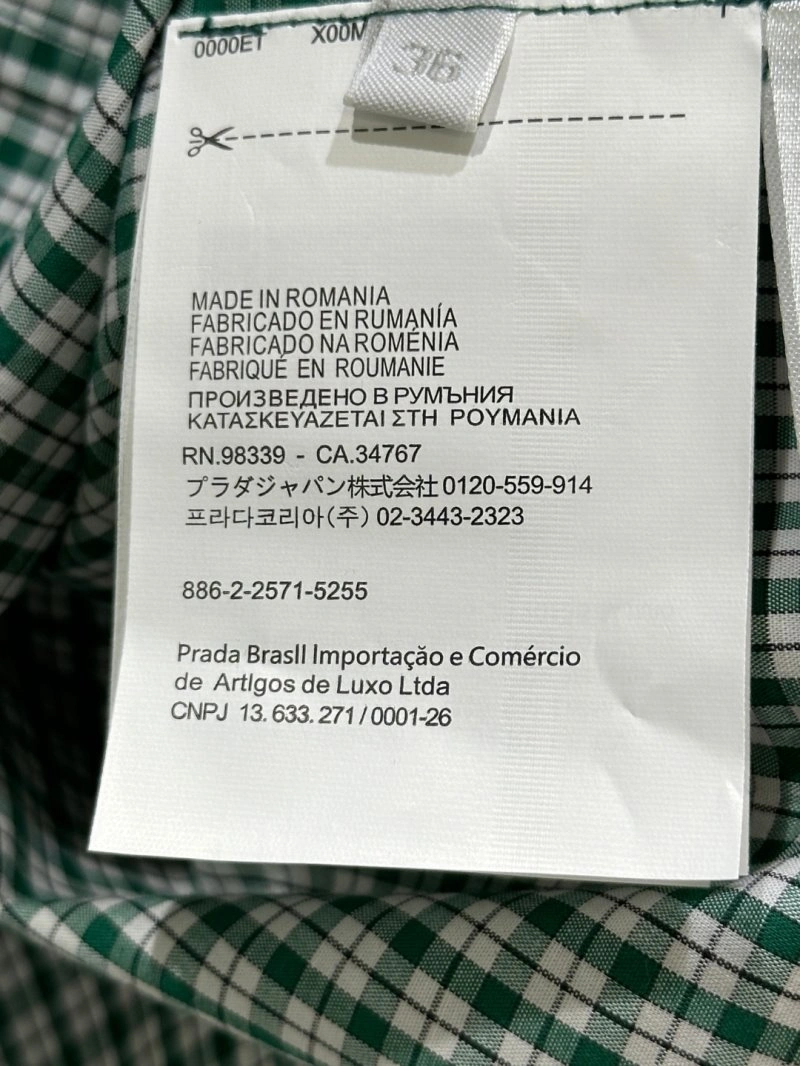 0000ET X00M
36
MADE IN ROMANIA
FABRICADO EN RUMANÍA
FABRICADO NA ROMÉNIA
FABRIQUÉ EN ROUMANIE
ПРОИЗВЕДЕНО В РУМЪНИЯ
ΚΑΤΑΣΚΕΥΑΖΕΤΑΙ ΣΤΗ ΡΟΥΜΑΝΙΑ
RN.98339 - CA.34767
プラダジャパン株式会社 0120-559-914
프라다코리아(주) 02-3443-2323
886-2-2571-5255
Prada BrasIl Importação e Comércio
de ArtIgos de Luxo Ltda
CNPJ 13. 633. 271 / 0001-26